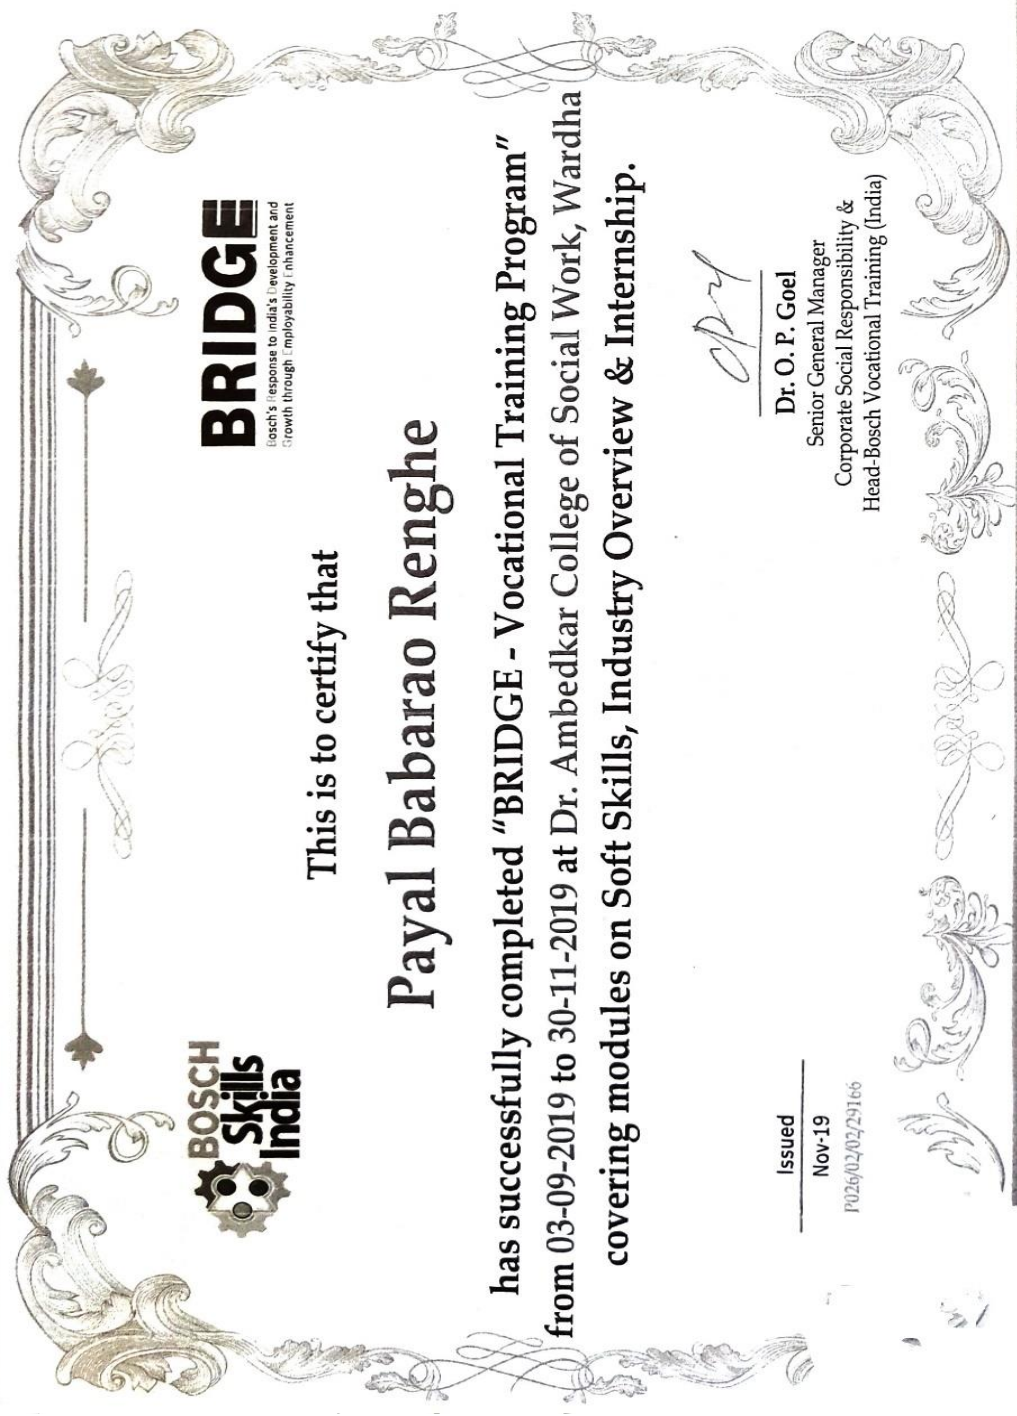 BOSCH
Skills
India
BRIDGE
Bosch's Response to India's Development and
Growth through Employability Enhancement
This is to certify that
Payal Babarao Renghe
has successfully completed "BRIDGE - Vocational Training Program"
from 03-09-2019 to 30-11-2019 at Dr. Ambedkar College of Social Work, Wardha
covering modules on Soft Skills, Industry Overview & Internship.
Issued
Nov-19
P026/02/02/29166
Dr. O. P. Goel
Senior General Manager
Corporate Social Responsibility &
Head-Bosch Vocational Training (India)